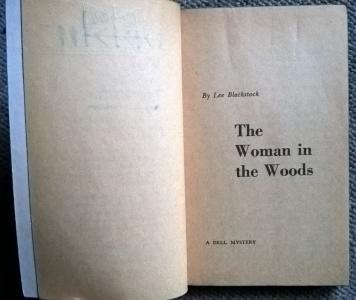 By Lee Blackstock
The
Woman in
the Woods
A DELL MYSTERY